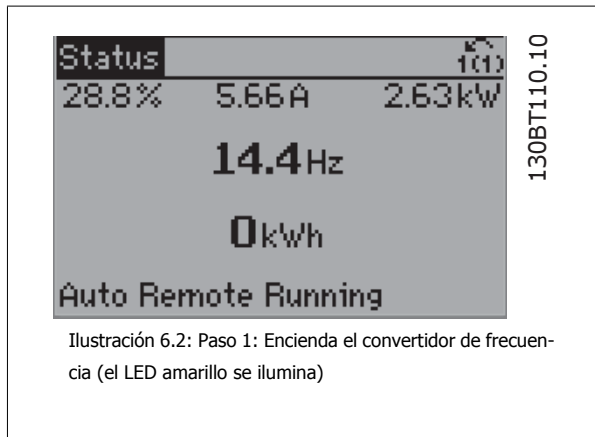 Status 1(1)
28.8% 5.66A 2.63kW
14.4Hz
0kWh
Auto Remote Running
130BT110.10
Ilustración 6.2: Paso 1: Encienda el convertidor de frecuen-
cia (el LED amarillo se ilumina)